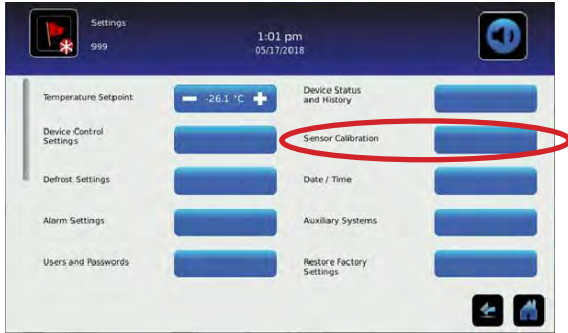 Settings
999
1:01 pm
05/17/2018
Temperature Setpoint
-26.1 °C
Device Control
Settings
Defrost Settings
Alarm Settings
Users and Passwords
Device Status
and History
Sensor Calibration
Date / Time
Auxiliary Systems
Restore Factory
Settings